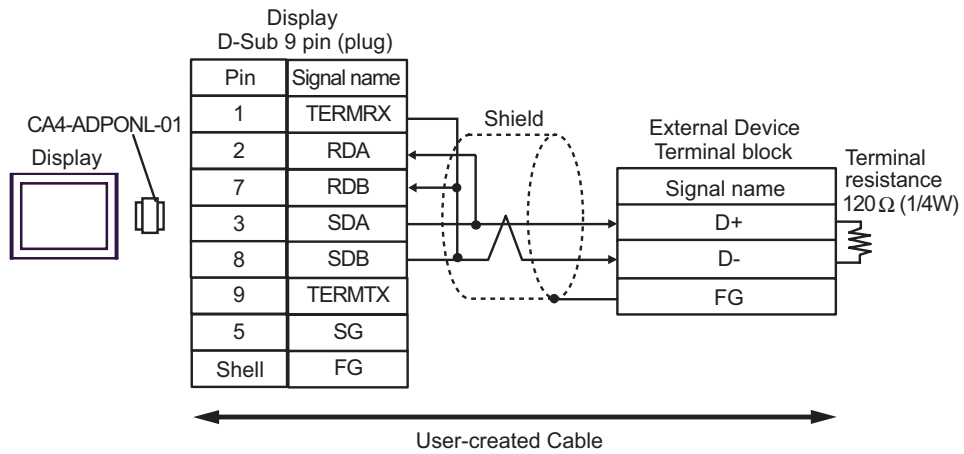 Display
D-Sub 9 pin (plug)
Pin Signal name
1 TERMRX
2 RDA
7 RDB
3 SDA
8 SDB
9 TERMTX
5 SG
Shell FG
CA4-ADPONL-01
Display
Shield
External Device
Terminal block
Signal name
D+
D-
FG
Terminal
resistance
120Ω (1/4W)
User-created Cable